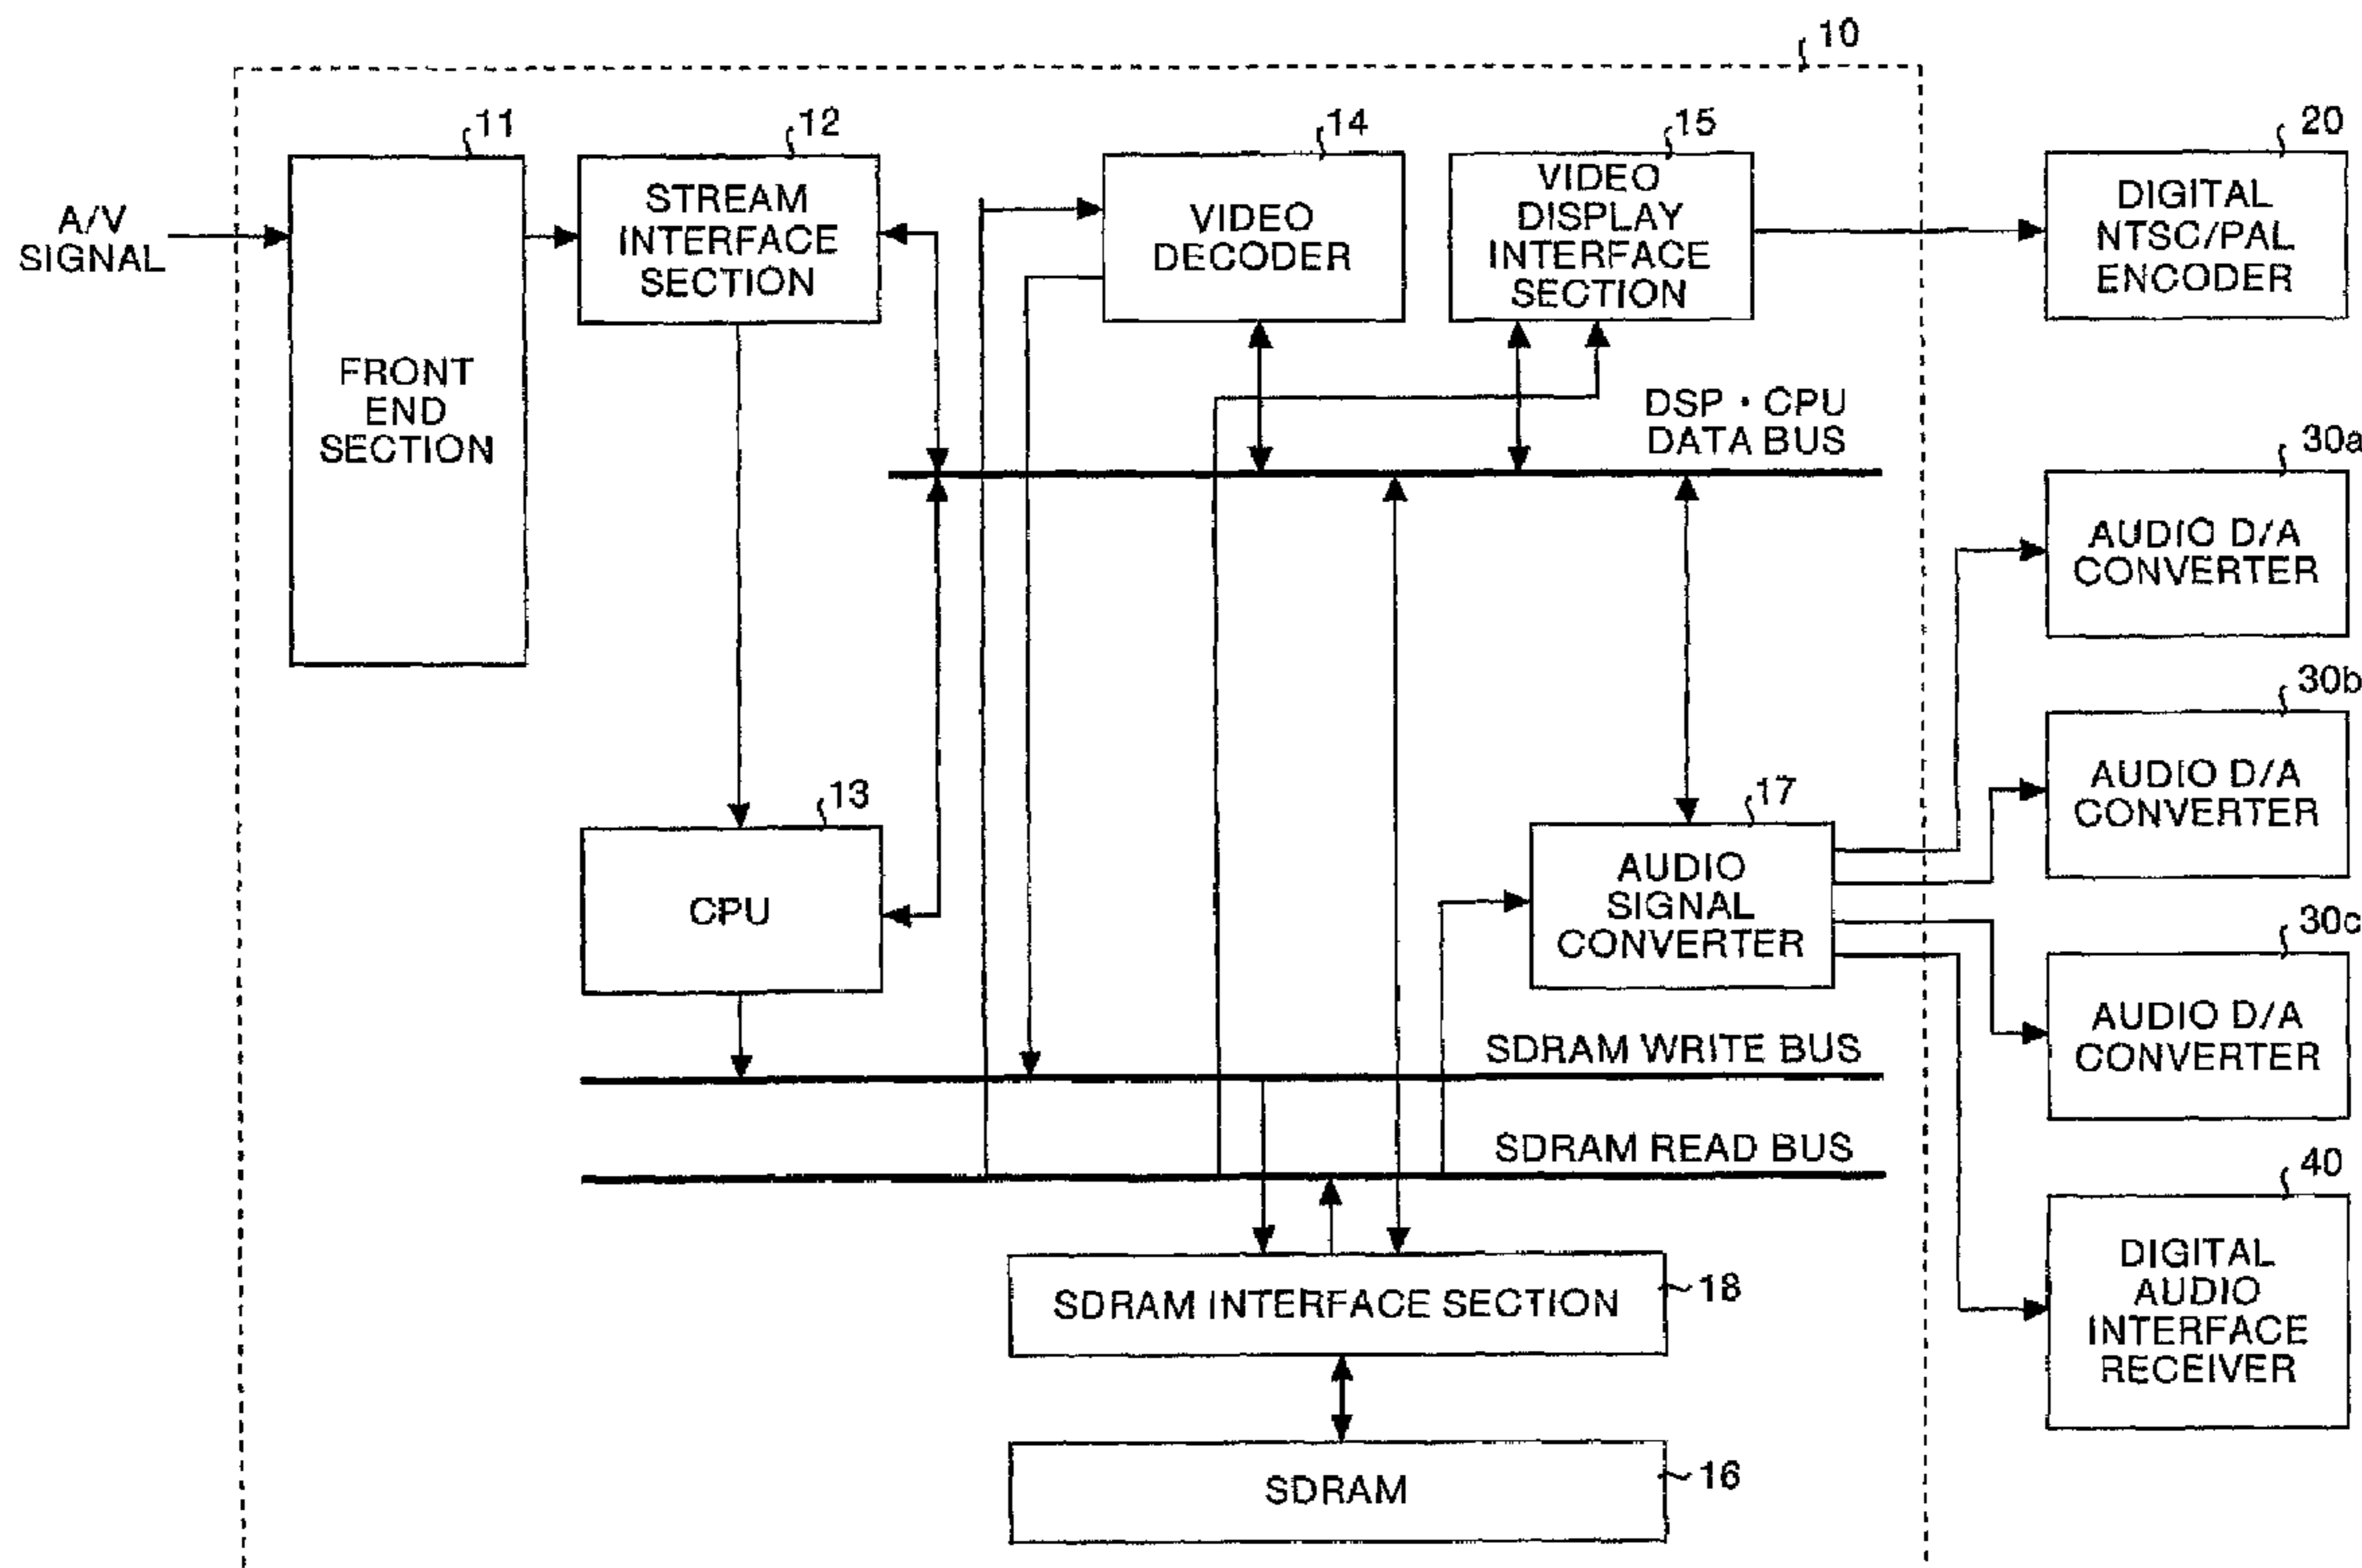 10
11
12
14
15
20
A/V
SIGNAL
FRONT
END
SECTION
STREAM
INTERFACE
SECTION
VIDEO
DECODER
VIDEO
DISPLAY
INTERFACE
SECTION
DIGITAL
NTSC/PAL
ENCODER
DSP・CPU
DATA BUS
30a
AUDIO D/A
CONVERTER
30b
AUDIO D/A
CONVERTER
13
CPU
17
AUDIO
SIGNAL
CONVERTER
30c
AUDIO D/A
CONVERTER
SDRAM WRITE BUS
SDRAM READ BUS
40
DIGITAL
AUDIO
INTERFACE
RECEIVER
SDRAM INTERFACE SECTION
18
SDRAM
16